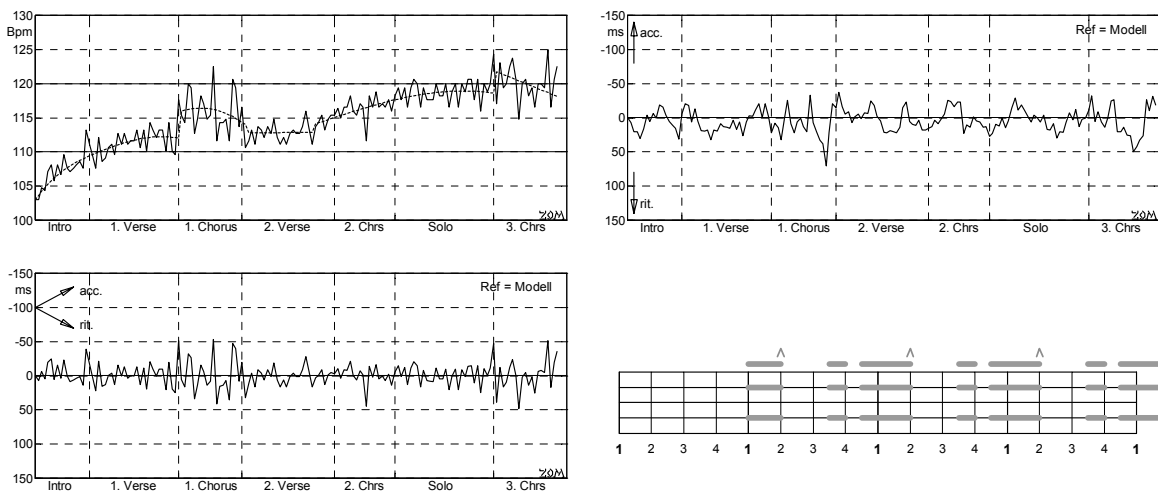 130
Bpm
125
120
115
110
105
100
ZOM
Intro 1. Verse 1. Chorus 2. Verse 2. Chrs Solo 3. Chrs
-150
ms
acc.
Ref = Modell
-100
-50
0
50
100
rit.
150
ZOM
Intro 1. Verse 1. Chorus 2. Verse 2. Chrs Solo 3. Chrs
-150
ms
acc.
Ref = Modell
-100
rit.
-50
0
50
100
150
ZOM
Intro 1. Verse 1. Chorus 2. Verse 2. Chrs Solo 3. Chrs
^ ^ ^
1 2 3 4 1 2 3 4 1 2 3 4 1 2 3 4 1